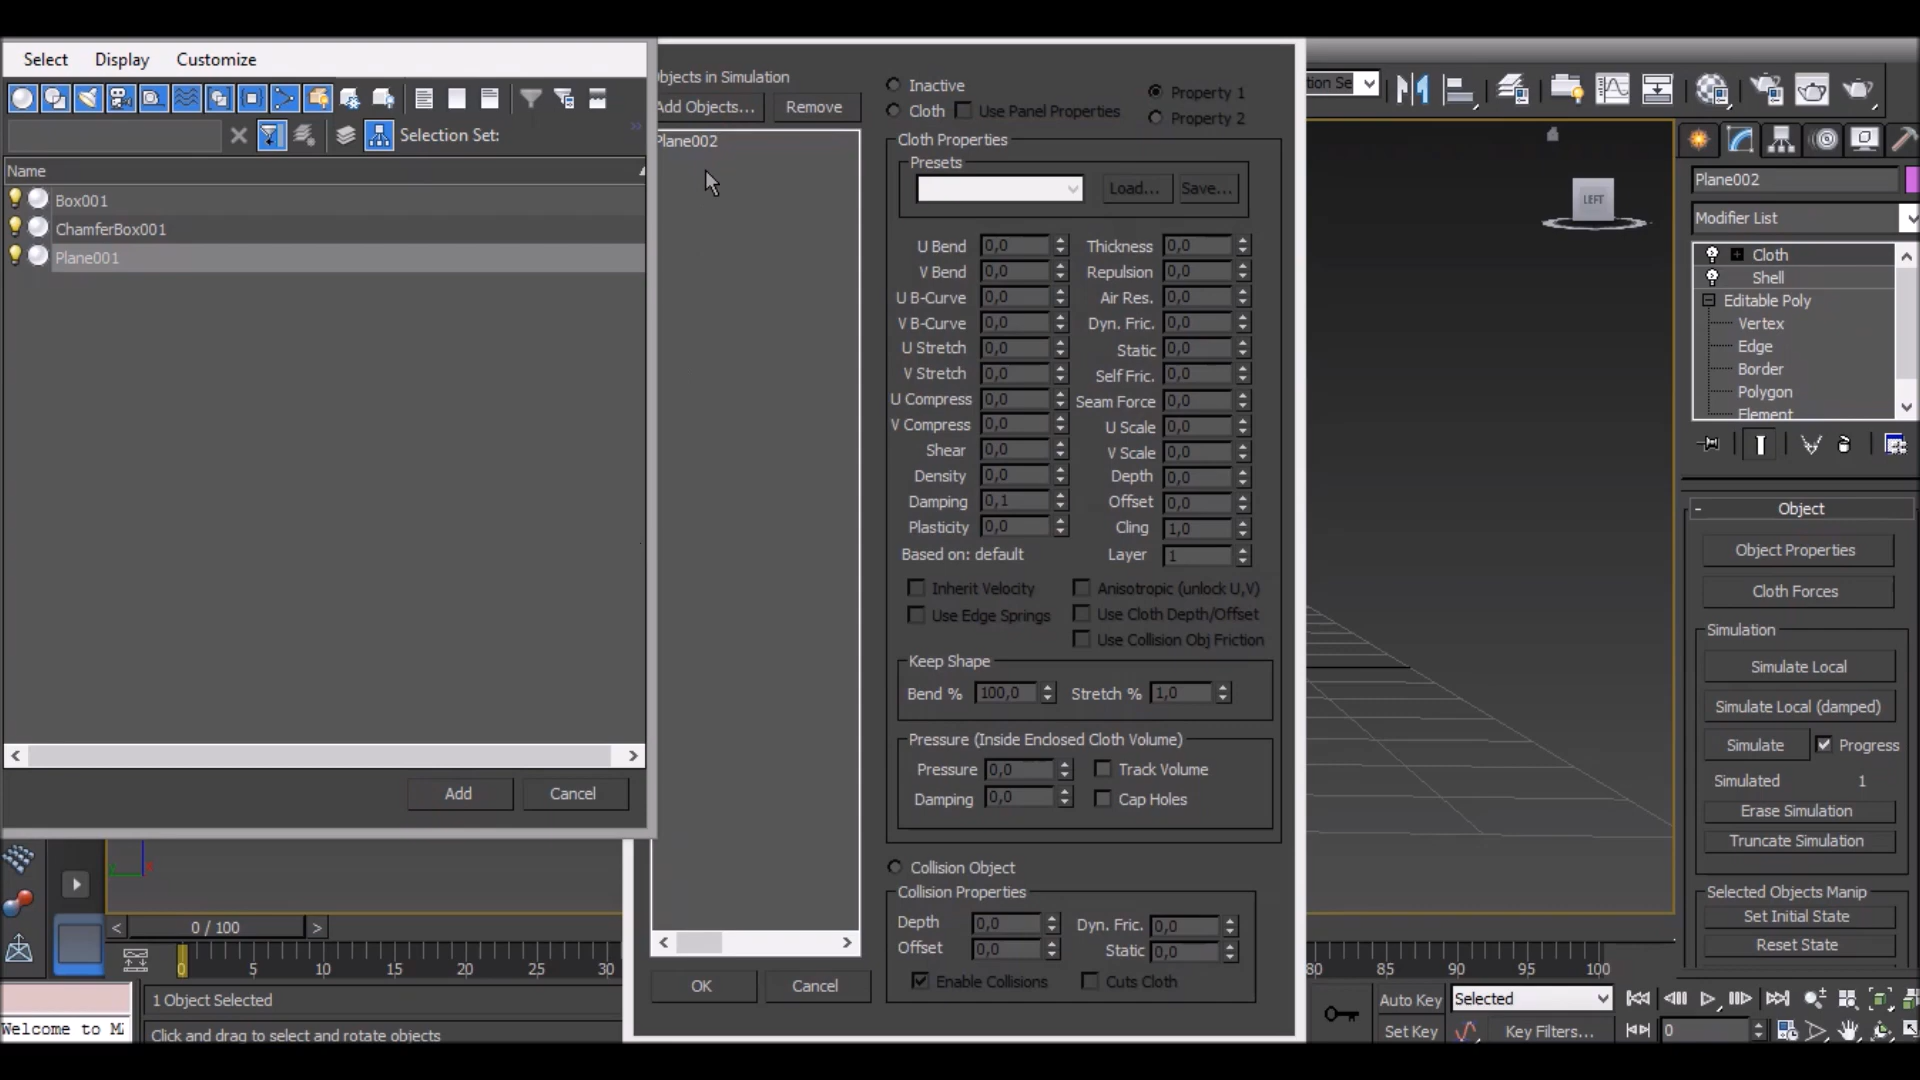 Select Display Customize
Selection Set:
Name
Box001
ChamferBox001
Plane001
Add Cancel
bjects in Simulation
Add Objects... Remove
Plane002
OK Cancel
Inactive
Cloth Use Panel Properties
Property 1
Property 2
Cloth Properties
Presets
Load... Save...
U Bend 0,0 Thickness 0,0
V Bend 0,0 Repulsion 0,0
U B-Curve 0,0 Air Res. 0,0
V B-Curve 0,0 Dyn. Fric. 0,0
U Stretch 0,0 Static 0,0
V Stretch 0,0 Self Fric. 0,0
U Compress 0,0 Seam Force 0,0
V Compress 0,0 U Scale 0,0
Shear 0,0 V Scale 0,0
Density 0,0 Depth 0,0
Damping 0,1 Offset 0,0
Plasticity 0,0 Cling 1,0
Based on: default Layer 1
Inherit Velocity Anisotropic (unlock U,V)
Use Edge Springs Use Cloth Depth/Offset
Use Collision Obj Friction
Keep Shape
Bend % 100,0 Stretch % 1,0
Pressure (Inside Enclosed Cloth Volume)
Pressure 0,0 Track Volume
Damping 0,0 Cap Holes
Collision Object
Collision Properties
Depth 0,0 Dyn. Fric. 0,0
Offset 0,0 Static 0,0
Enable Collisions Cuts Cloth
tion Se
LEFT
Plane002
Modifier List
Cloth
Shell
Editable Poly
Vertex
Edge
Border
Polygon
Element
- Object
Object Properties
Cloth Forces
Simulation
Simulate Local
Simulate Local (damped)
Simulate Progress
Simulated 1
Erase Simulation
Truncate Simulation
Selected Objects Manip
Set Initial State
Reset State
< 0 / 100 >
0 5 10 15 20 25 30
80 85 90 95 100
1 Object Selected
Welcome to M
Click and drag to select and rotate objects
Auto Key Selected
Set Key Key Filters... 0